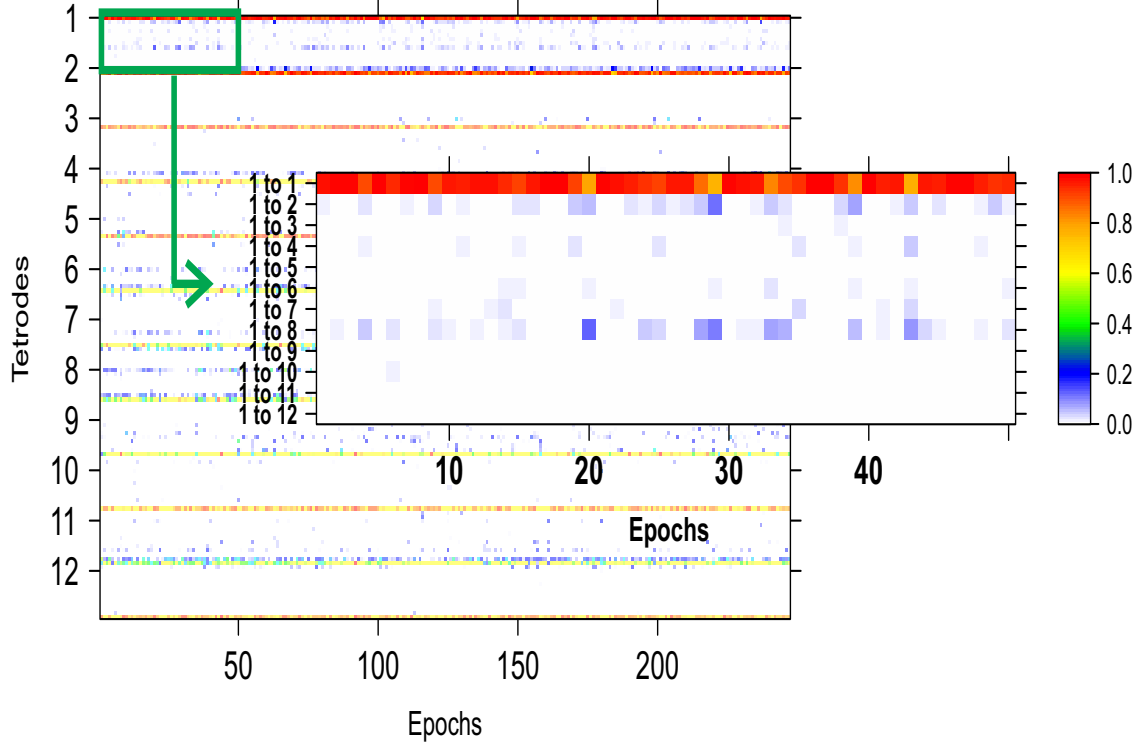 1
2
3
4
5
6
7
8
9
10
11
12
Tetrodes
50
100
150
200
Epochs
1 to 1
1 to 2
1 to 3
1 to 4
1 to 5
1 to 6
1 to 7
1 to 8
1 to 9
1 to 10
1 to 11
1 to 12
10
20
30
40
Epochs
1.0
0.8
0.6
0.4
0.2
0.0